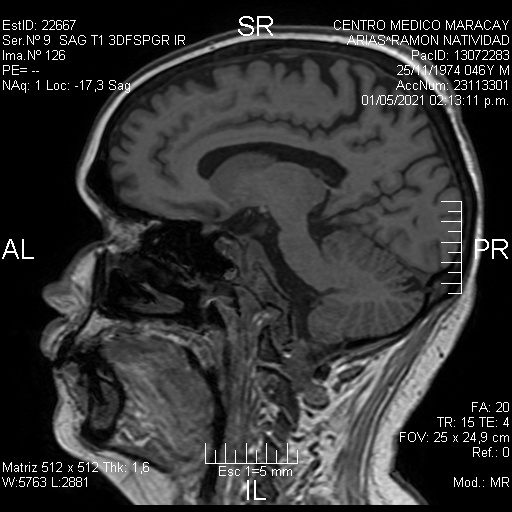 EstID: 22667
Ser.Nº 9 SAG T1 3DFSPGR IR
Ima.Nº 126
PE= --
NAq: 1 Loc: -17,3 Sag
SR
CENTRO MEDICO MARACAY
ARIAS^RAMON NATIVIDAD
PacID: 13072283
25/11/1974 046Y M
AccNum: 23113301
01/05/2021 02:13:11 p.m.
AL
PR
Matriz 512 x 512 Thk: 1,6
W:5763 L:2881
Esc 1=5 mm
IL
FA: 20
TR: 15 TE: 4
FOV: 25 x 24,9 cm
Ref.: 0
Mod.: MR